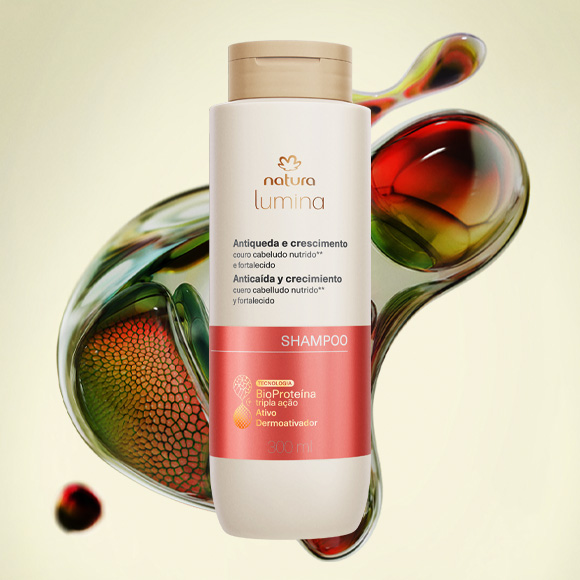 natura
lumina
Antiqueda e crescimento
couro cabeludo nutrido**
e fortalecido
Anticaída y crecimiento
cuero cabelludo nutrido**
y fortalecido
SHAMPOO
TECNOLOGIA
BioProteína
tripla ação
Ativo
Dermoativador
300 ml